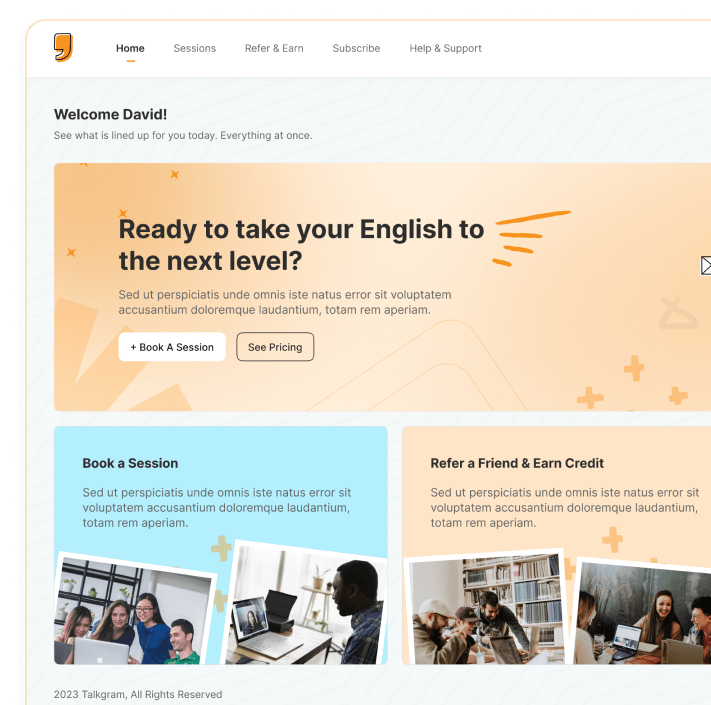 Home
Sessions
Refer & Earn
Subscribe
Help & Support
Welcome David!
See what is lined up for you today. Everything at once.
Ready to take your English to
the next level?
Sed ut perspiciatis unde omnis iste natus error sit voluptatem
accusantium doloremque laudantium, totam rem aperiam.
+ Book A Session
See Pricing
Book a Session
Sed ut perspiciatis unde omnis iste natus error sit
voluptatem accusantium doloremque laudantium,
totam rem aperiam.
Refer a Friend & Earn Credit
Sed ut perspiciatis unde omnis iste natus error sit
voluptatem accusantium doloremque laudantium,
totam rem aperiam.
2023 Talkgram, All Rights Reserved